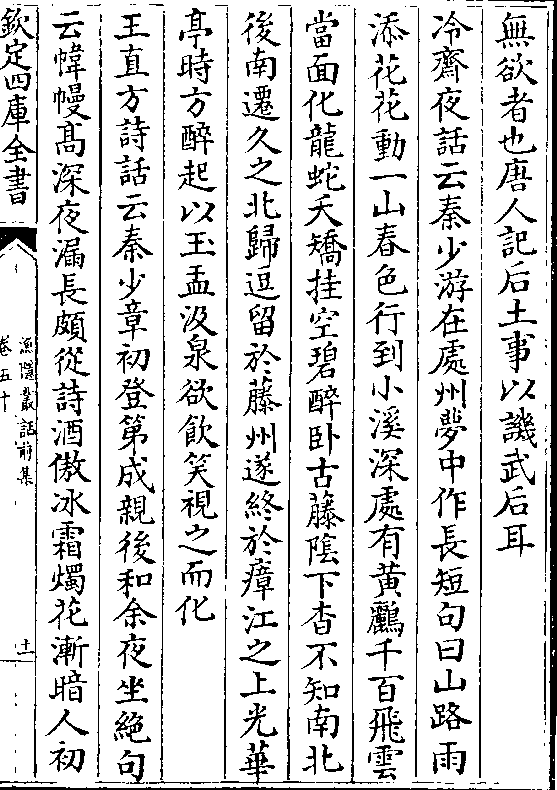 無欲者也唐人記后土事以譏武后耳
冷齋夜話云秦少游在處州夢中作長短句曰山路雨
添花花動一山春色行到小溪深處有黃鸝千百飛雲
當面化龍蛇夭矯挂空碧醉卧古藤陰下杳不知南北
後南遷久之北歸逗留於藤州遂終於瘴江之上光華
亭時方醉起以玉盂汲泉欲飲笑視之而化
王直方詩話云秦少章初登第成親後和余夜坐絶句
云幃幔髙深夜漏長頗從詩酒傲冰霜燭花漸暗人初
欽定四庫全書
漁隱叢話前集
卷五十
十一